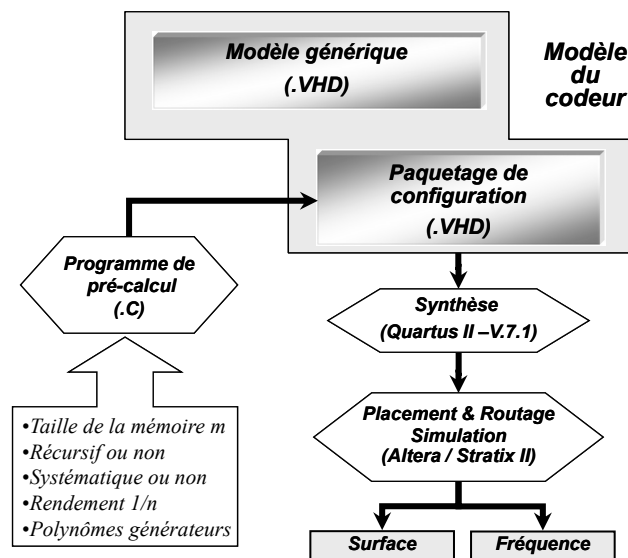 Modèle générique
(.VHD)
Modèle
du
codeur
Paquetage de
configuration
(.VHD)
Programme de
pré-calcul
(.C)
Synthèse
(Quartus II –V.7.1)
Placement & Routage
Simulation
(Altera / Stratix II)
•Taille de la mémoire m
•Récursif ou non
•Systématique ou non
•Rendement 1/n
•Polynômes générateurs
Surface
Fréquence